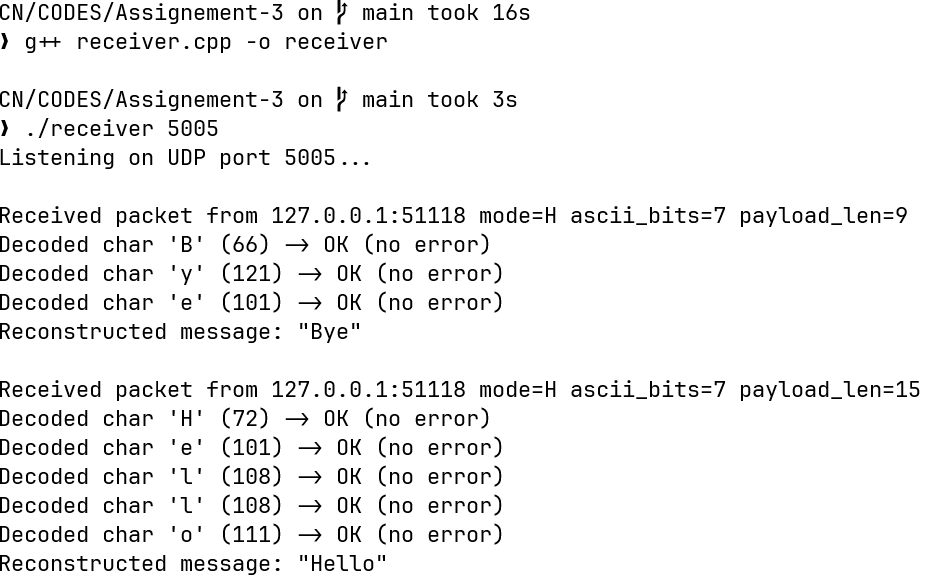 CN/CODES/Assignement-3 on  main took 16s
❯ g++ receiver.cpp -o receiver
CN/CODES/Assignement-3 on  main took 3s
❯ ./receiver 5005
Listening on UDP port 5005...
Received packet from 127.0.0.1:51118 mode=H ascii_bits=7 payload_len=9
Decoded char 'B' (66) -> OK (no error)
Decoded char 'y' (121) -> OK (no error)
Decoded char 'e' (101) -> OK (no error)
Reconstructed message: "Bye"
Received packet from 127.0.0.1:51118 mode=H ascii_bits=7 payload_len=15
Decoded char 'H' (72) -> OK (no error)
Decoded char 'e' (101) -> OK (no error)
Decoded char 'l' (108) -> OK (no error)
Decoded char 'l' (108) -> OK (no error)
Decoded char 'o' (111) -> OK (no error)
Reconstructed message: "Hello"